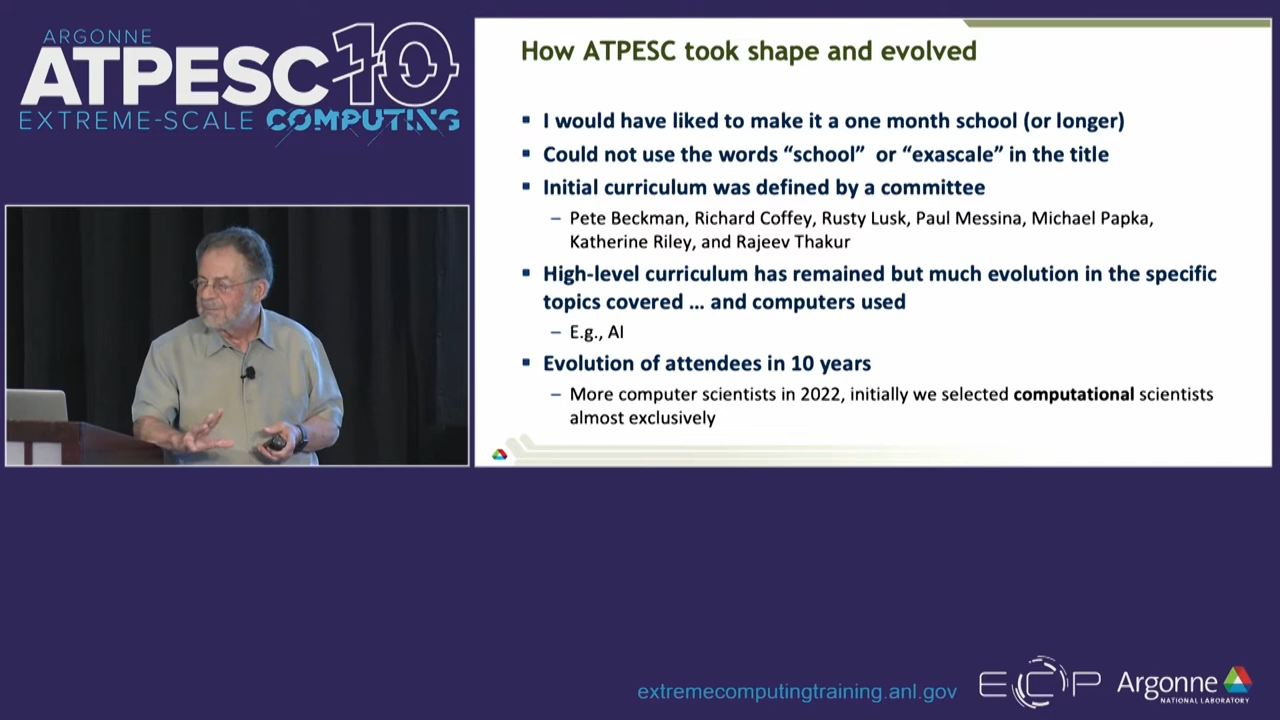 ARGONNE
ATPESC 10
EXTREME-SCALE COMPUTING
How ATPESC took shape and evolved
▪ I would have liked to make it a one month school (or longer)
▪ Could not use the words “school” or “exascale” in the title
▪ Initial curriculum was defined by a committee
– Pete Beckman, Richard Coffey, Rusty Lusk, Paul Messina, Michael Papka,
Katherine Riley, and Rajeev Thakur
▪ High-level curriculum has remained but much evolution in the specific
topics covered … and computers used
– E.g., AI
▪ Evolution of attendees in 10 years
– More computer scientists in 2022, initially we selected computational scientists
almost exclusively
extremecomputingtraining.anl.gov
ECP
Argonne
NATIONAL LABORATORY